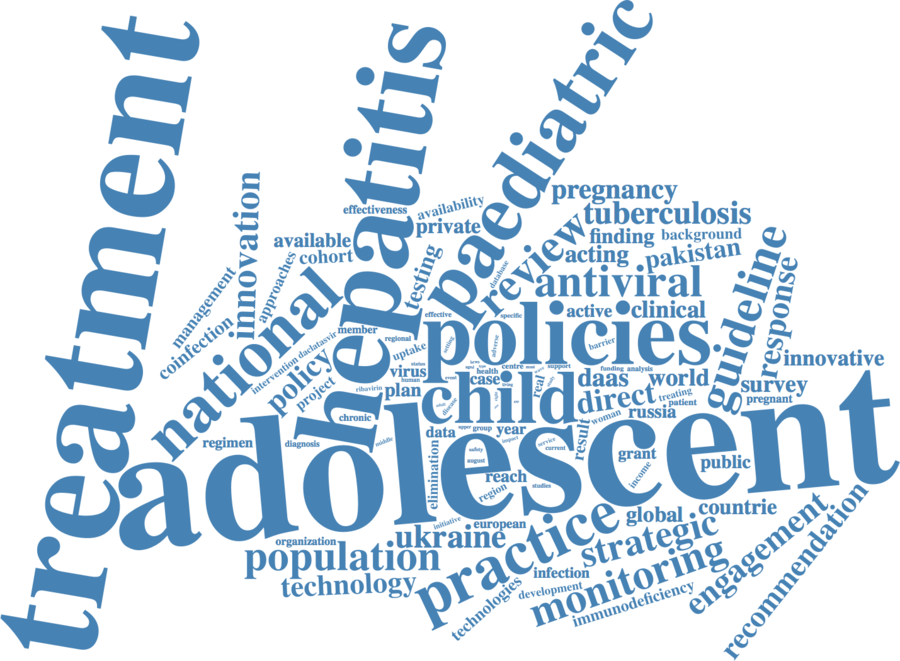 treatment
adolescent
hepatitis
paediatric
policies
child
national
practice
population
monitoring
guideline
antiviral
review
strategic
ukraine
technology
innovation
policy
pregnancy
tuberculosis
finding
background
acting
pakistan
active
clinical
response
innovative
survey
pregnant
daas
world
direct
treating
patient
woman
russia
result
grant
public
income
countrie
global
engagement
recommendation
immunodeficiency
development
infection
technologies
european
initiative
organization
elimination
region
reach
studies
safety
august
data
year
group
upper
impact
service
current
middle
regimen
diagnosis
chronic
project
plan
ribavirin
human
virus
status
uptake
regional
member
intervention
daclatasvir
coinfection
management
approaches
available
cohort
effectiveness
availability
private
testing
database
effective
specific
setting
adverse
barrier
funding
analysis
support
centre
health
case
real
disease
event